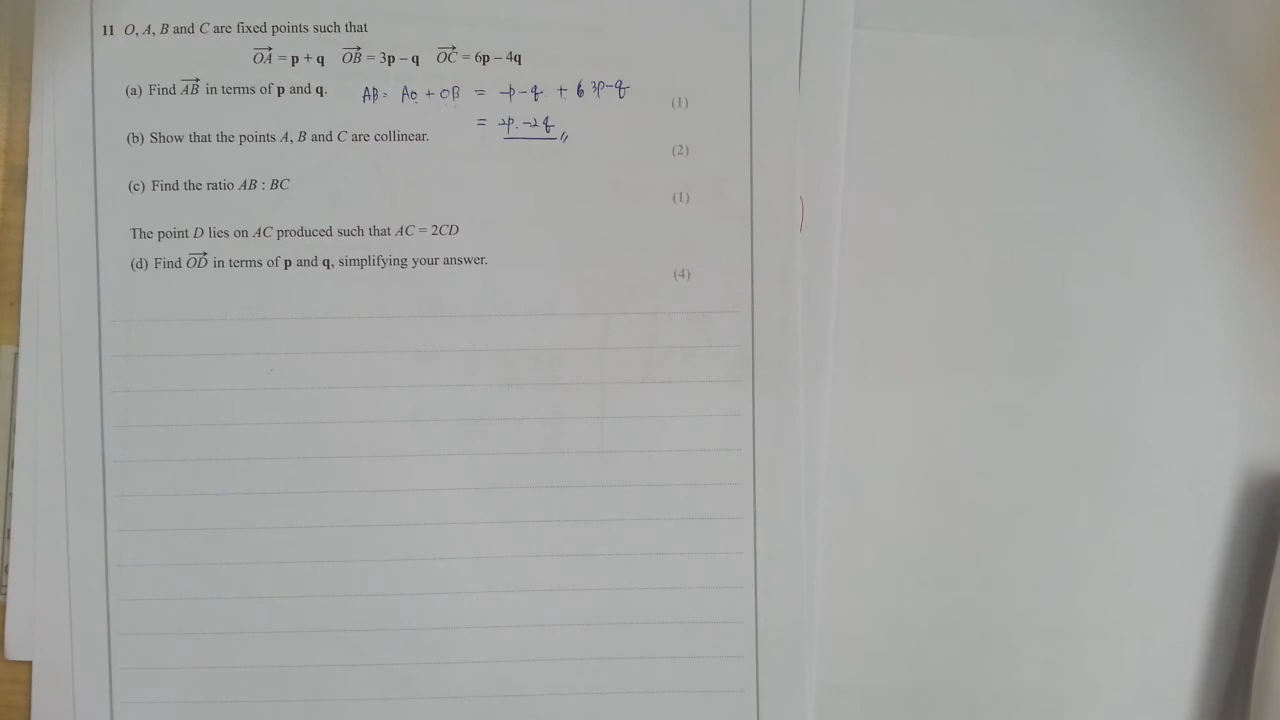 11 O, A, B and C are fixed points such that
OA = p + q OB = 3p – q OC = 6p – 4q
(a) Find AB in terms of p and q. AB = AO + OB = -p-q + 6 3p-q
(1)
= 2p - 2q
(b) Show that the points A, B and C are collinear.
(2)
(c) Find the ratio AB : BC
(1)
The point D lies on AC produced such that AC = 2CD
(d) Find OD in terms of p and q, simplifying your answer.
(4)